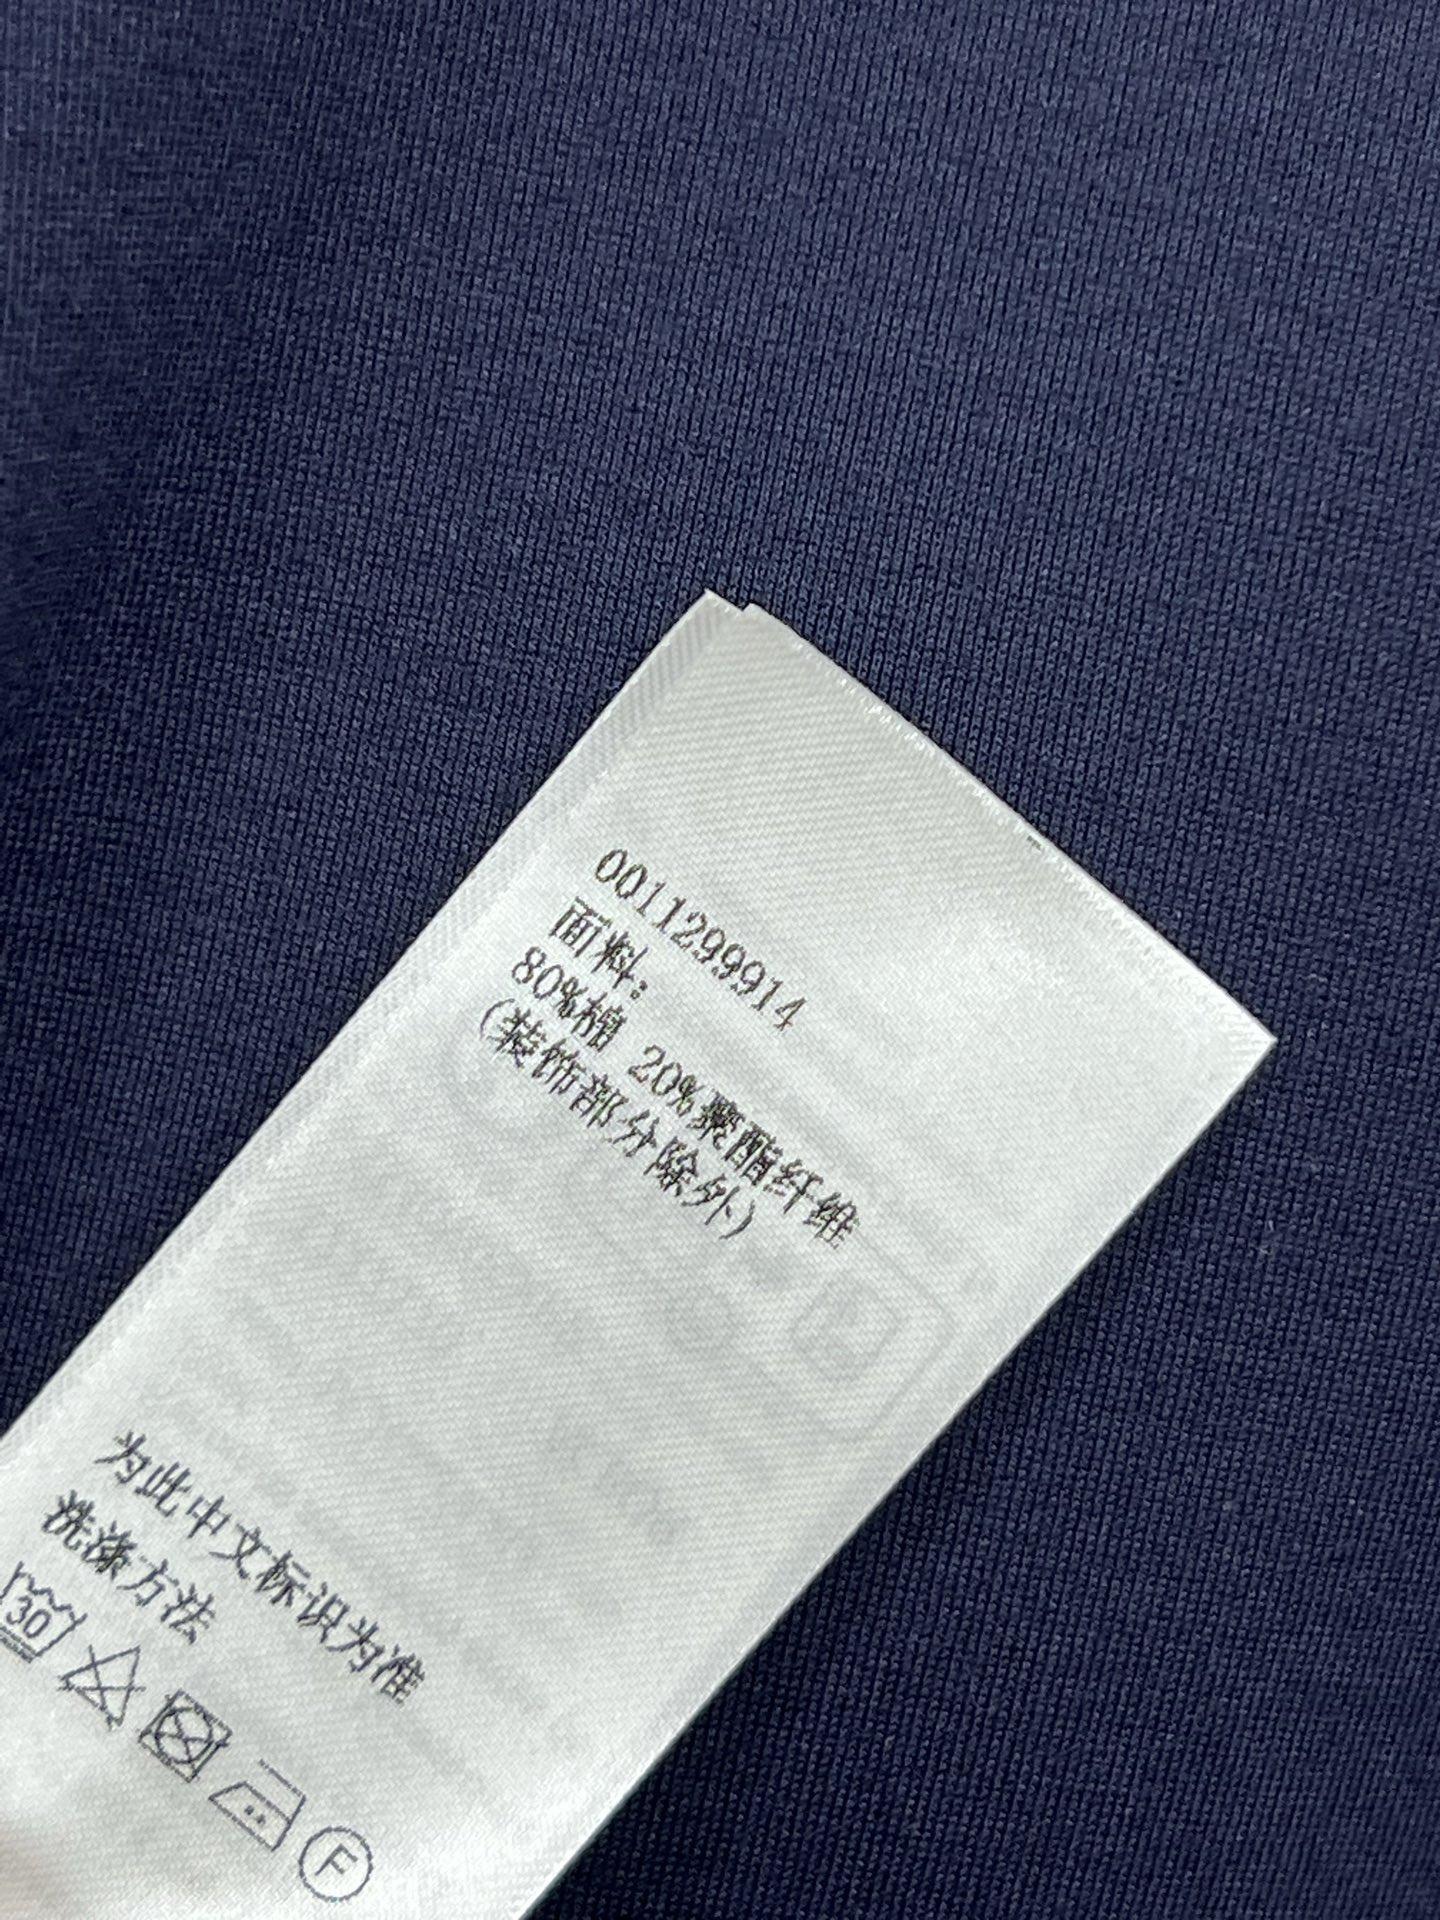 0011299914
面料:
80%棉 20%聚酯纤维
(装饰部分除外)
为此中文标识为准
洗涤方法
30
F